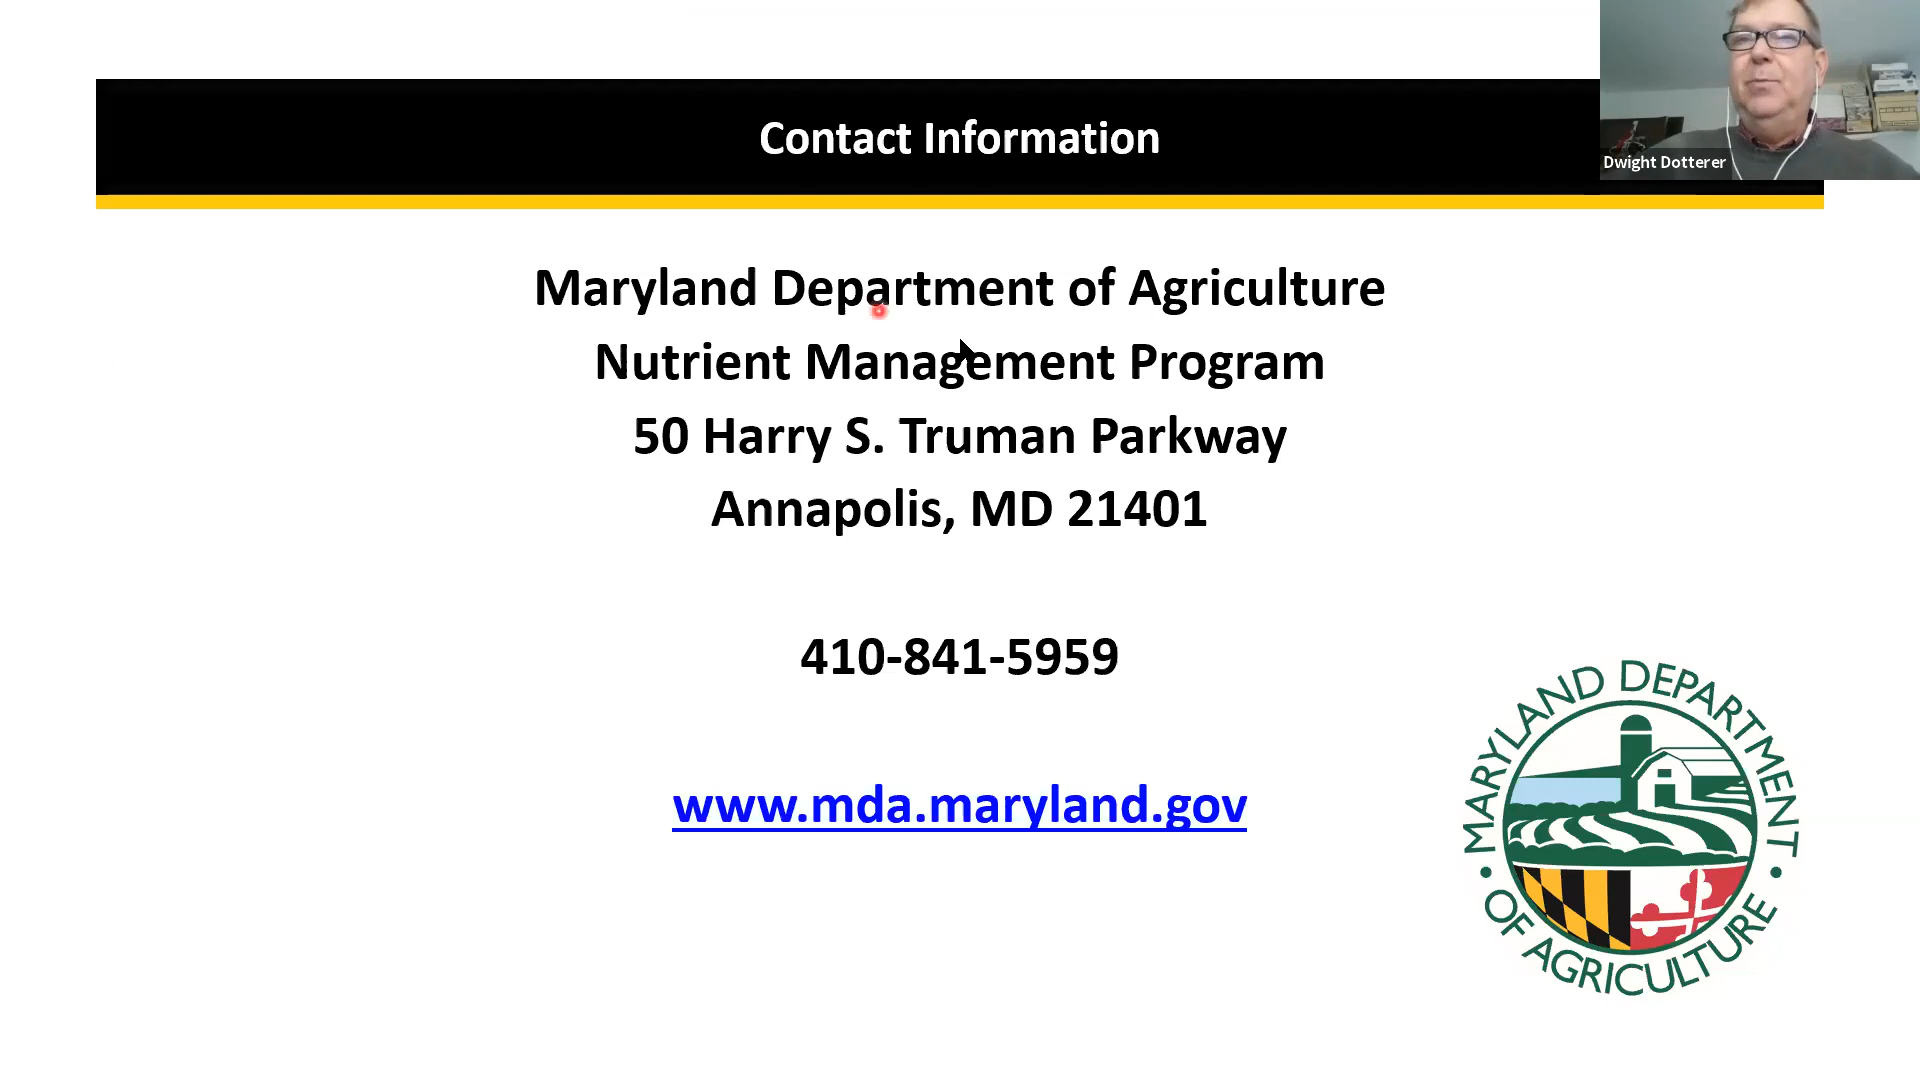 Contact Information
Dwight Dotterer
Maryland Department of Agriculture
Nutrient Management Program
50 Harry S. Truman Parkway
Annapolis, MD 21401
410-841-5959
www.mda.maryland.gov
MARYLAND DEPARTMENT
• OF AGRICULTURE •